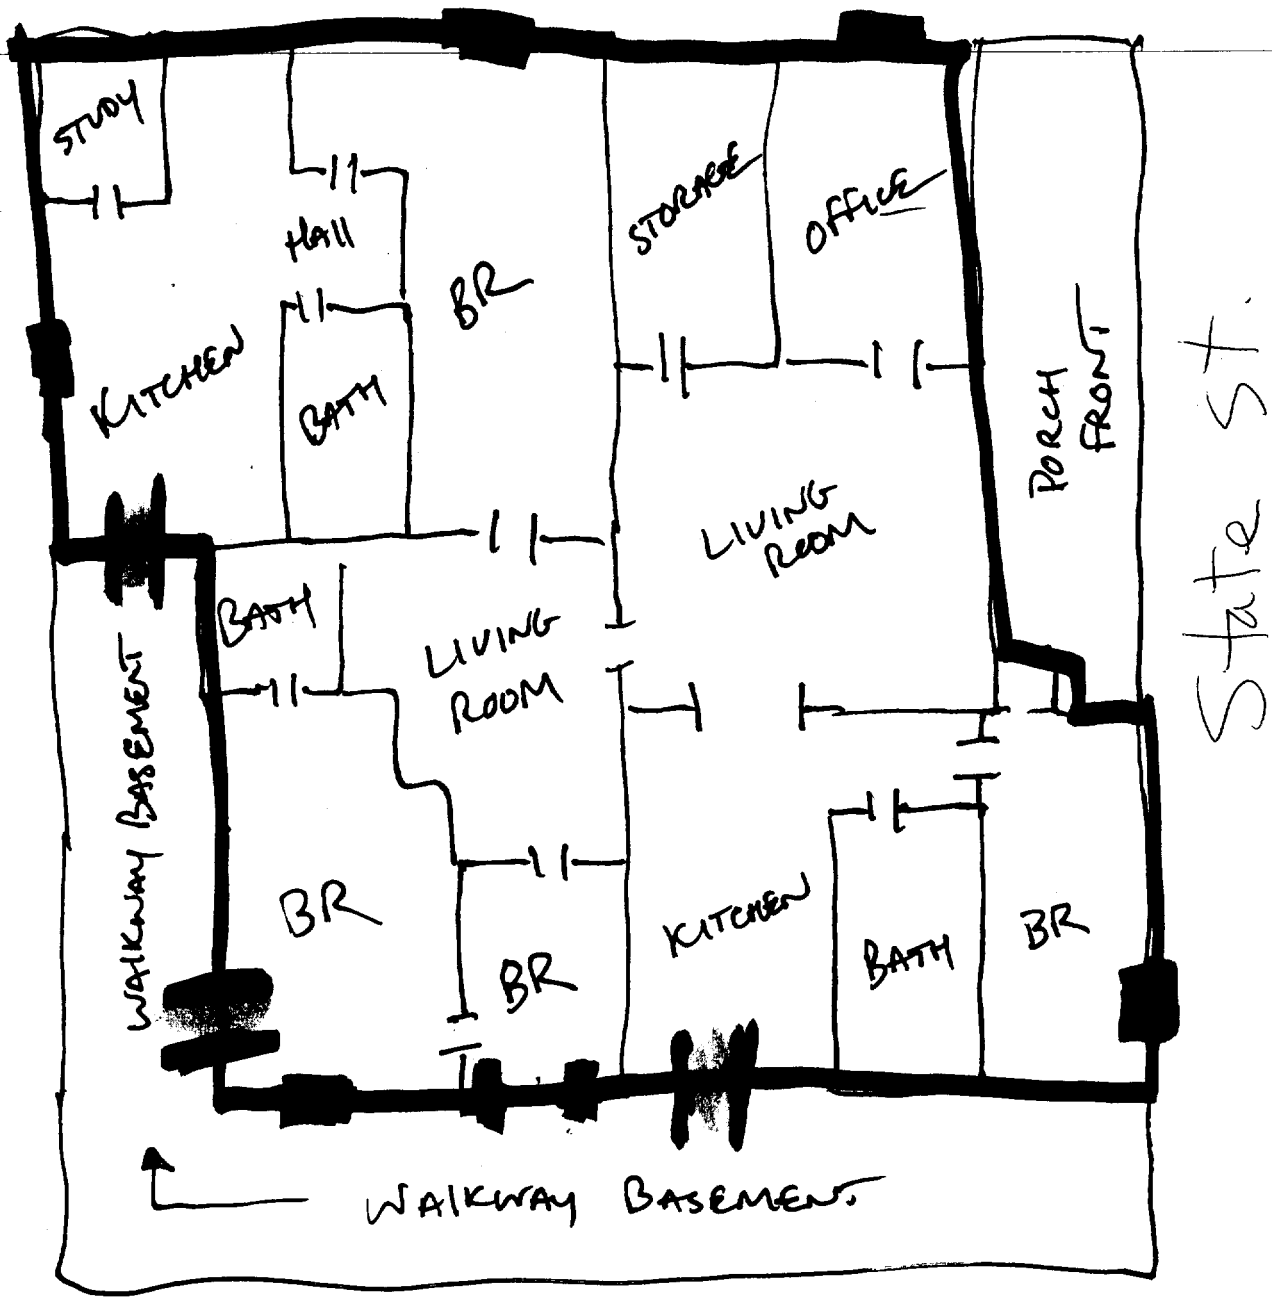 STUDY
HAll
BR
STORAGE
OFFICE
KITCHEN
BATH
PORCH
FRONT
State St.
LIVING
ROOM
BATH
LIVING
ROOM
WAlKWAY BASEMENT
BR
BR
KITCHEN
BATH
BR
WAlKWAY BASEMENT.